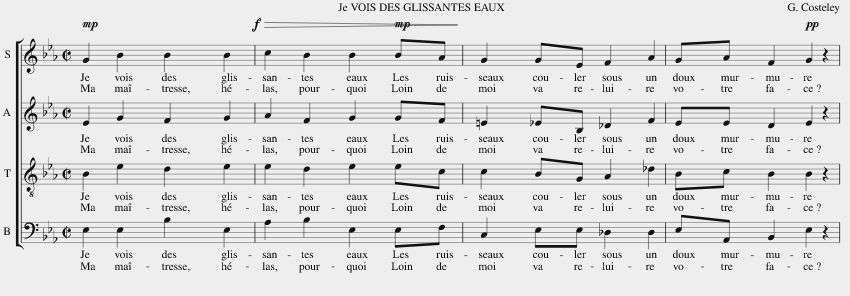 Je VOIS DES GLISSANTES EAUX
G. Costeley
mp f mp pp
S
Je vois des glis- san- tes eaux Les ruis- seaux cou- ler sous un doux mur- mu- re
Ma maî- tresse, hé- las, pour- quoi Loin de moi va re- lui- re vo- tre fa- ce ?
A
Je vois des glis- san- tes eaux Les ruis- seaux cou- ler sous un doux mur- mu- re
Ma maî- tresse, hé- las, pour- quoi Loin de moi va re- lui- re vo- tre fa- ce ?
T
Je vois des glis- san- tes eaux Les ruis- seaux cou- ler sous un doux mur- mu- re
Ma maî- tresse, hé- las, pour- quoi Loin de moi va re- lui- re vo- tre fa- ce ?
B
Je vois des glis- san- tes eaux Les ruis- seaux cou- ler sous un doux mur- mu- re
Ma maî- tresse, hé- las, pour- quoi Loin de moi va re- lui- re vo- tre fa- ce ?